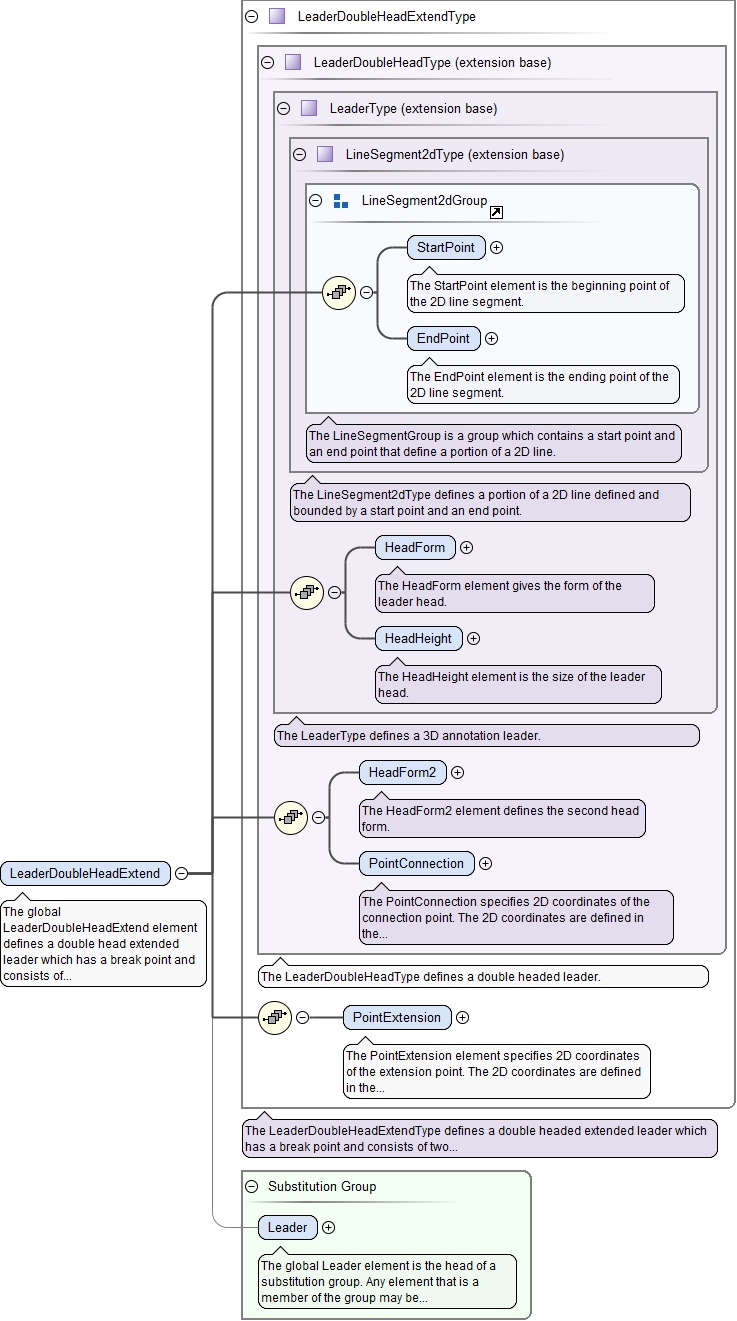 LeaderDoubleHeadExtendType
LeaderDoubleHeadType (extension base)
LeaderType (extension base)
LineSegment2dType (extension base)
LineSegment2dGroup
StartPoint
The StartPoint element is the beginning point of
the 2D line segment.
EndPoint
The EndPoint element is the ending point of the
2D line segment.
The LineSegmentGroup is a group which contains a start point and
an end point that define a portion of a 2D line.
The LineSegment2dType defines a portion of a 2D line defined and
bounded by a start point and an end point.
HeadForm
The HeadForm element gives the form of the
leader head.
HeadHeight
The HeadHeight element is the size of the leader
head.
The LeaderType defines a 3D annotation leader.
HeadForm2
The HeadForm2 element defines the second head
form.
PointConnection
The PointConnection specifies 2D coordinates of the
connection point. The 2D coordinates are defined in
the...
LeaderDoubleHeadExtend
The global
LeaderDoubleHeadExtend element
defines a double head extended
leader which has a break point and
consists of...
The LeaderDoubleHeadType defines a double headed leader.
PointExtension
The PointExtension element specifies 2D coordinates
of the extension point. The 2D coordinates are defined
in the...
The LeaderDoubleHeadExtendType defines a double headed extended leader which
has a break point and consists of two...
Substitution Group
Leader
The global Leader element is the head of a
substitution group. Any element that is a
member of the group may be...